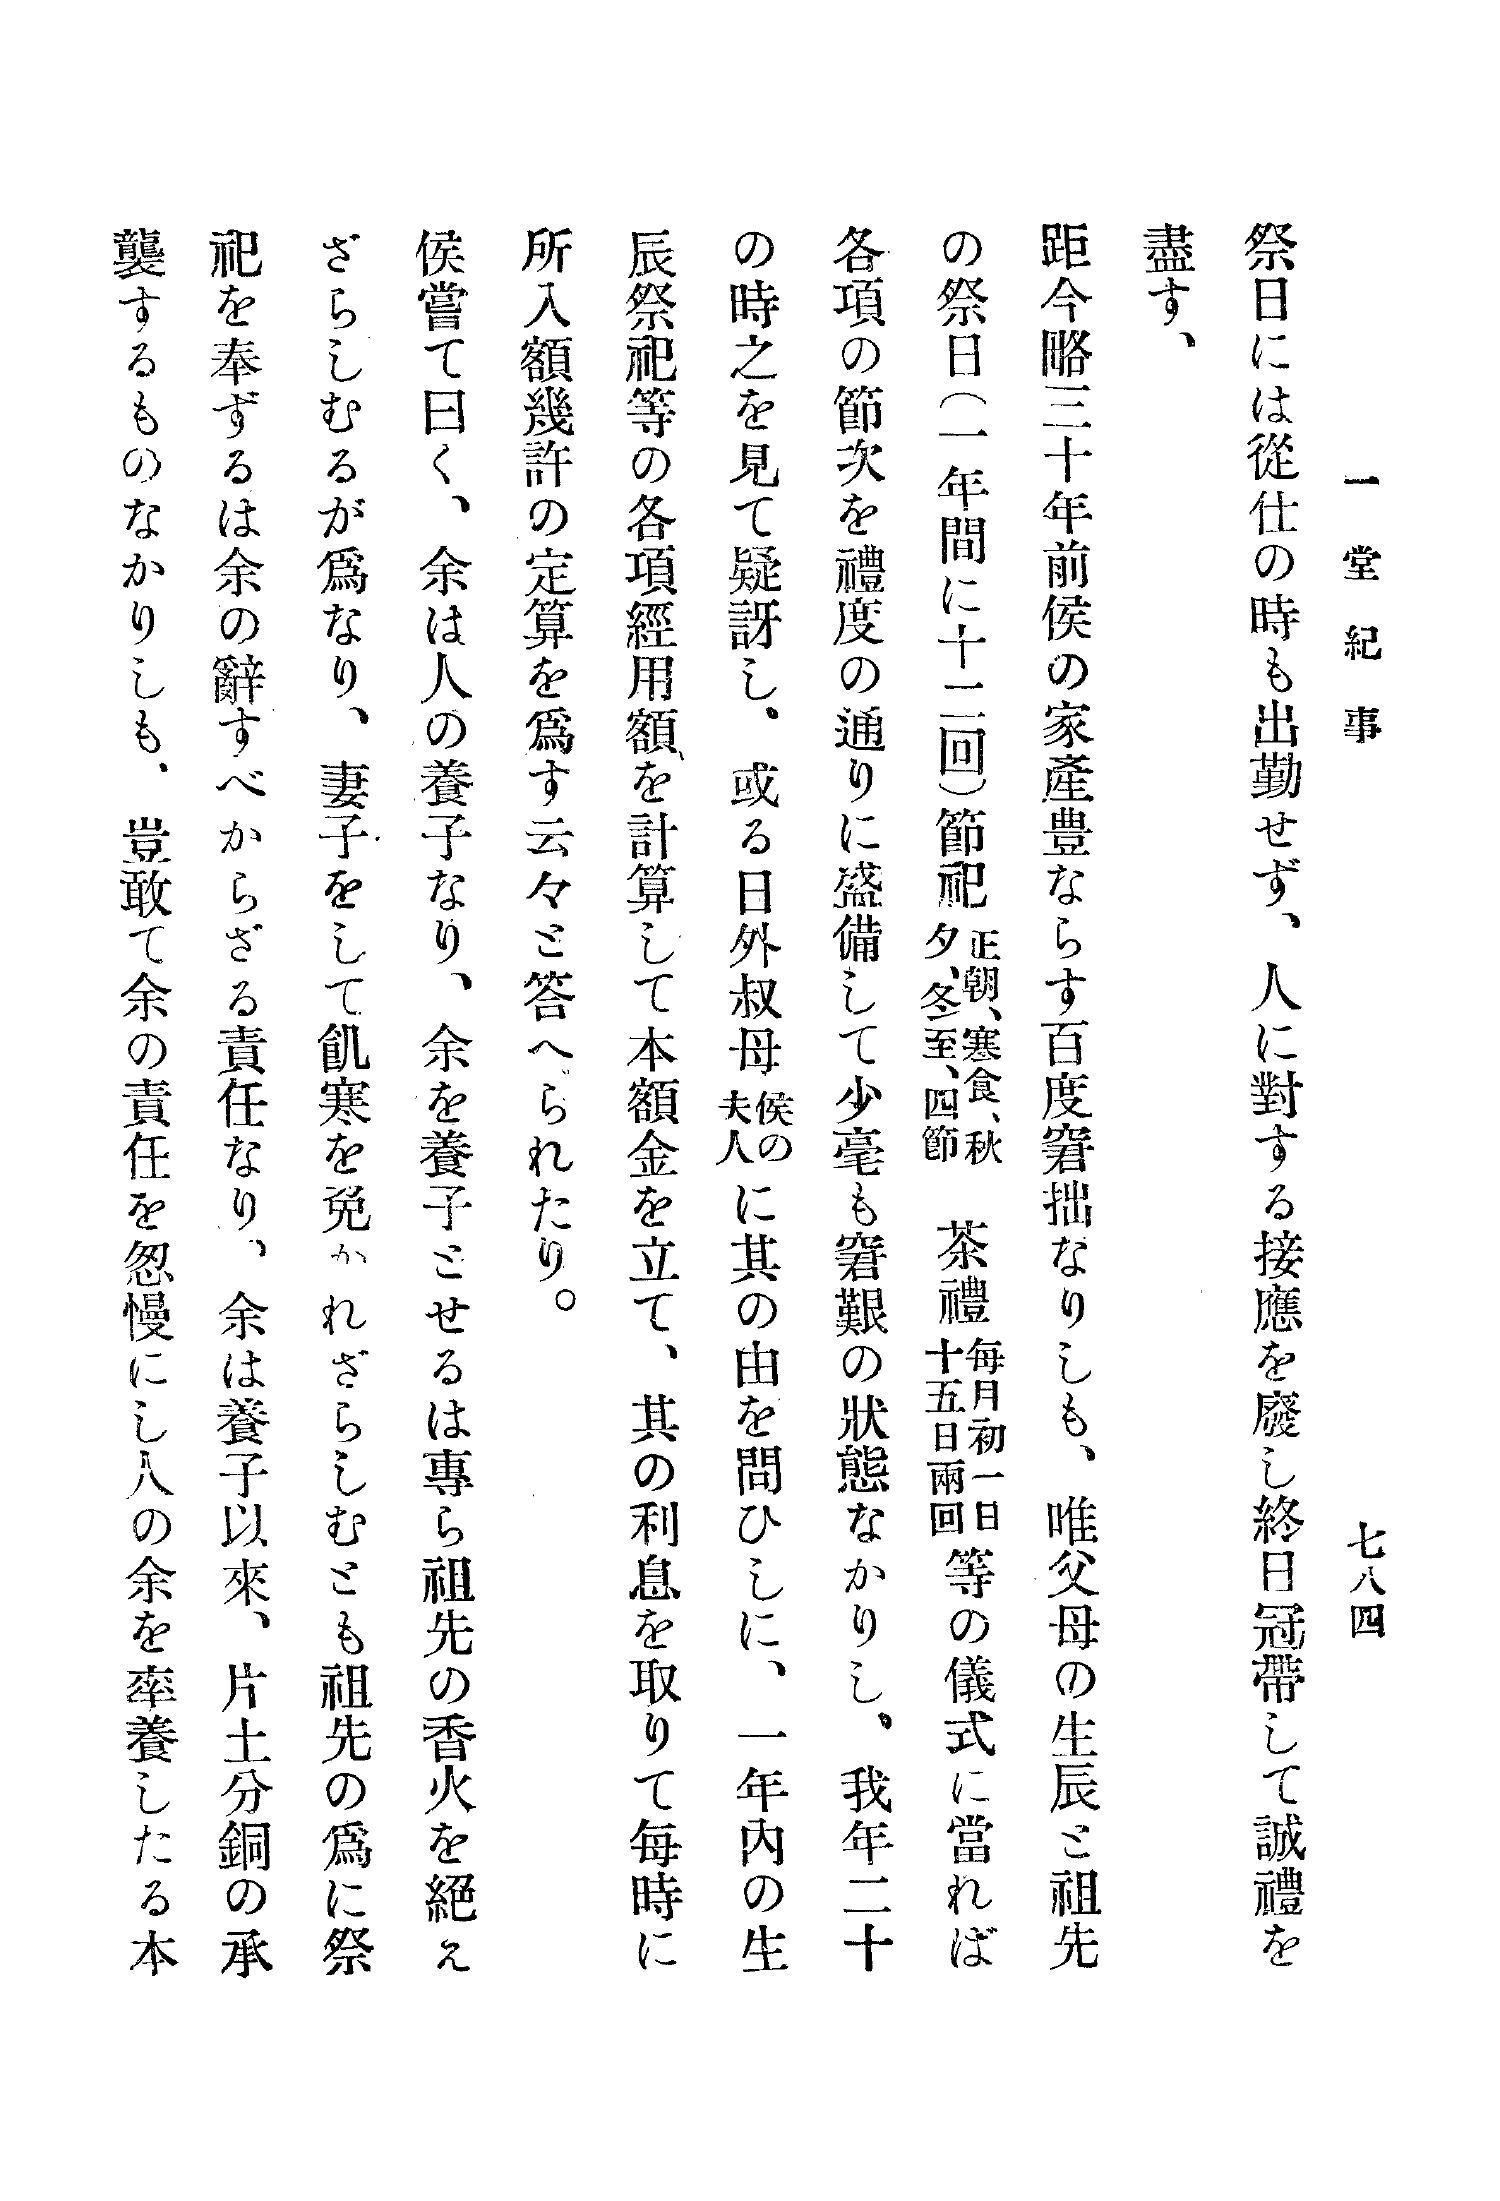 一堂紀事
七八四
祭日には從仕の時も出勤せず、人に對する接應を廢し終日冠帶して誠禮を
盡す、
距今略三十年前侯の家產豊ならす百度窘拙なりしも、唯父母の生辰と祖先
の祭日(一年間に十二回)節祀正朝、寒食、秋夕、冬至、四節茶禮每月初一日十五日兩回等の儀式に當れば
各項の節次を禮度の通りに盛備して少毫も窘艱の狀態なかりし。我年二十
の時之を見て疑訝し。或る日外叔母侯の夫人に其の由を問ひしに、一年內の生
辰祭祀等の各項經用額を計算して本額金を立て、其の利息を取りて每時に
所入額幾許の定算を爲す云々と答へられたり。
侯嘗て曰く、余は人の養子なり、余を養子とせるは專ら祖先の香火を絕え
ざらしむるが爲なり、妻子をして飢寒を免かれざらしむとも祖先の爲に祭
祀を奉ずるは余の辭すべからざる責任なり、余は養子以來、片土分銅の承
襲するものなかりしも、豈敢て余の責任を怱慢にし人の余を率養したる本